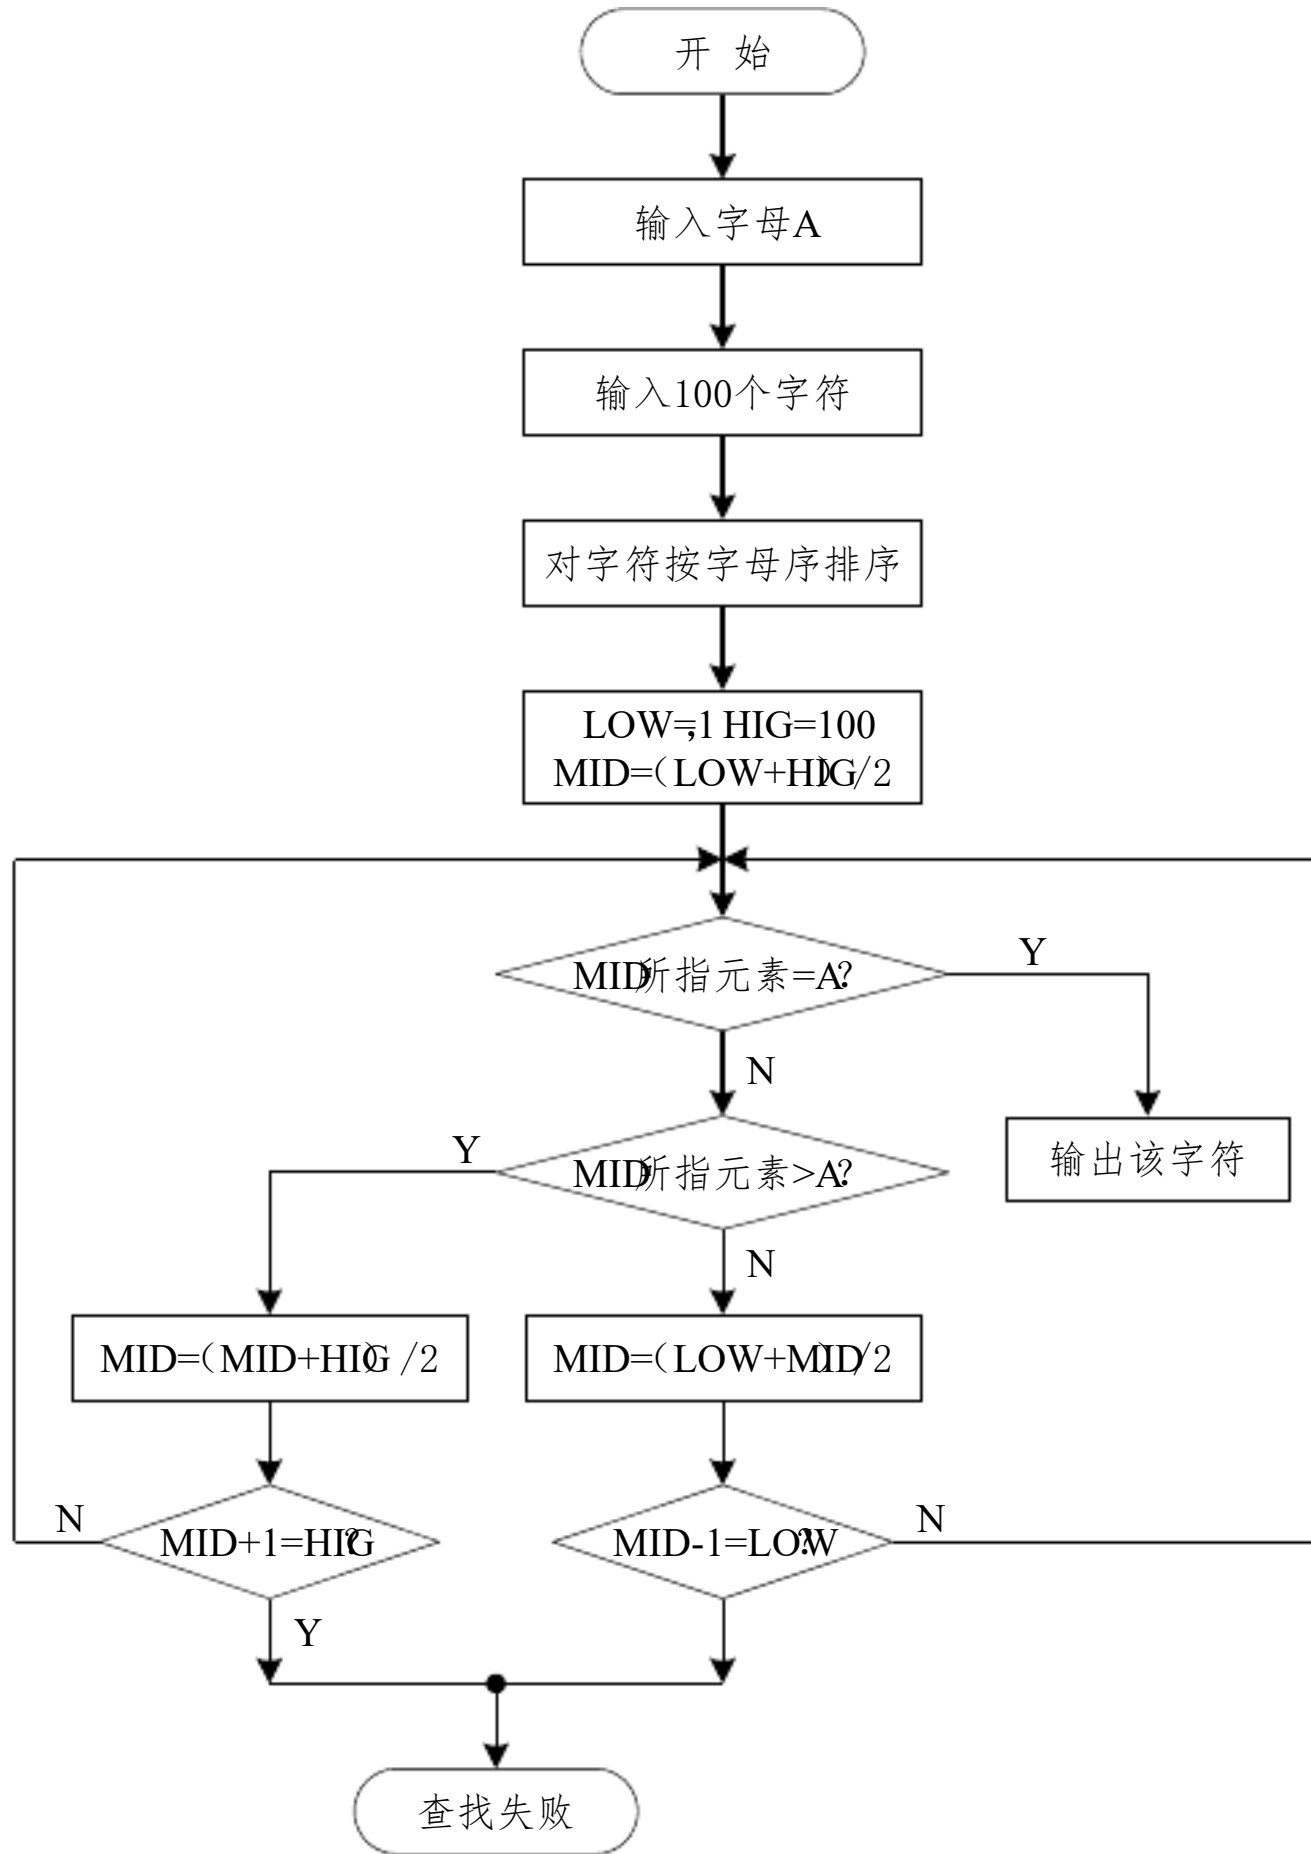 开 始
输入字母A
输入100个字符
对字符按字母序排序
LOW=1, HIG=100
MID=(LOW+HIG)/2
MID所指元素=A?
Y
N
MID所指元素>A?
Y
输出该字符
N
MID=(MID+HIG)/2
MID=(LOW+MID)/2
N
MID+1=HIG?
MID-1=LOW?
N
Y
查找失败